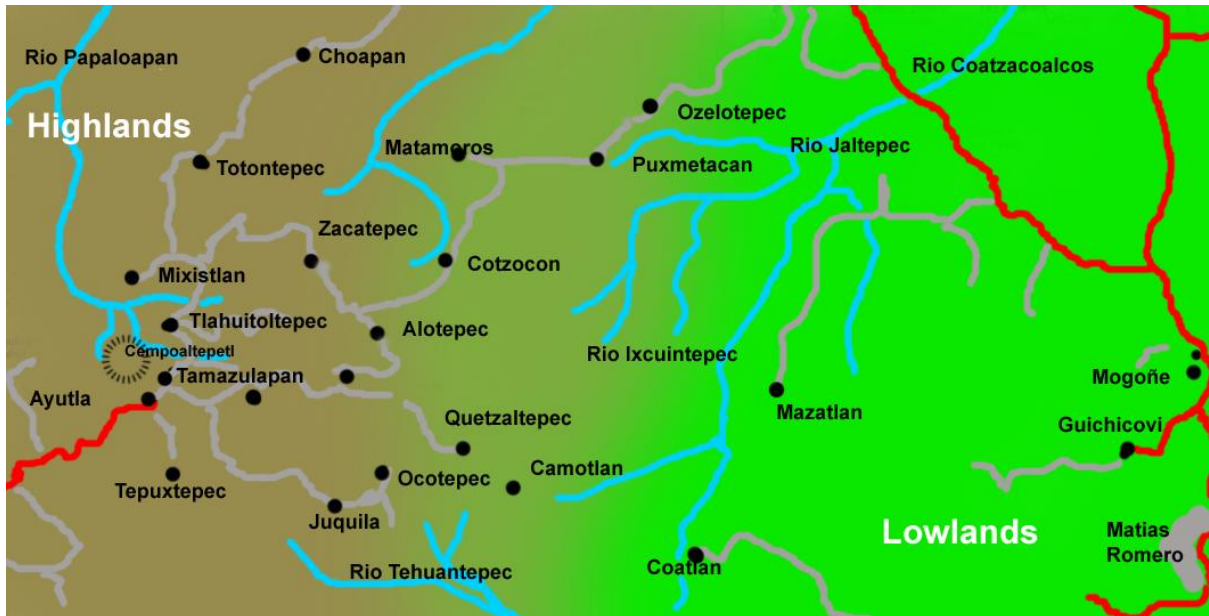 Rio Papaloapan
Choapan
Rio Coatzacoalcos
Highlands
Ozelotepec
Matamoros
Rio Jaltepec
Totontepec
Puxmetacan
Zacatepec
Mixistlan
Cotzocon
Tlahuitoltepec
Alotepec
Cempoaltepetl
Rio Ixcuintepec
Tamazulapan
Mogoñe
Ayutla
Mazatlan
Quetzaltepec
Guichicovi
Camotlan
Ocotepec
Tepuxtepec
Juquila
Lowlands
Matias
Romero
Coatlan
Rio Tehuantepec